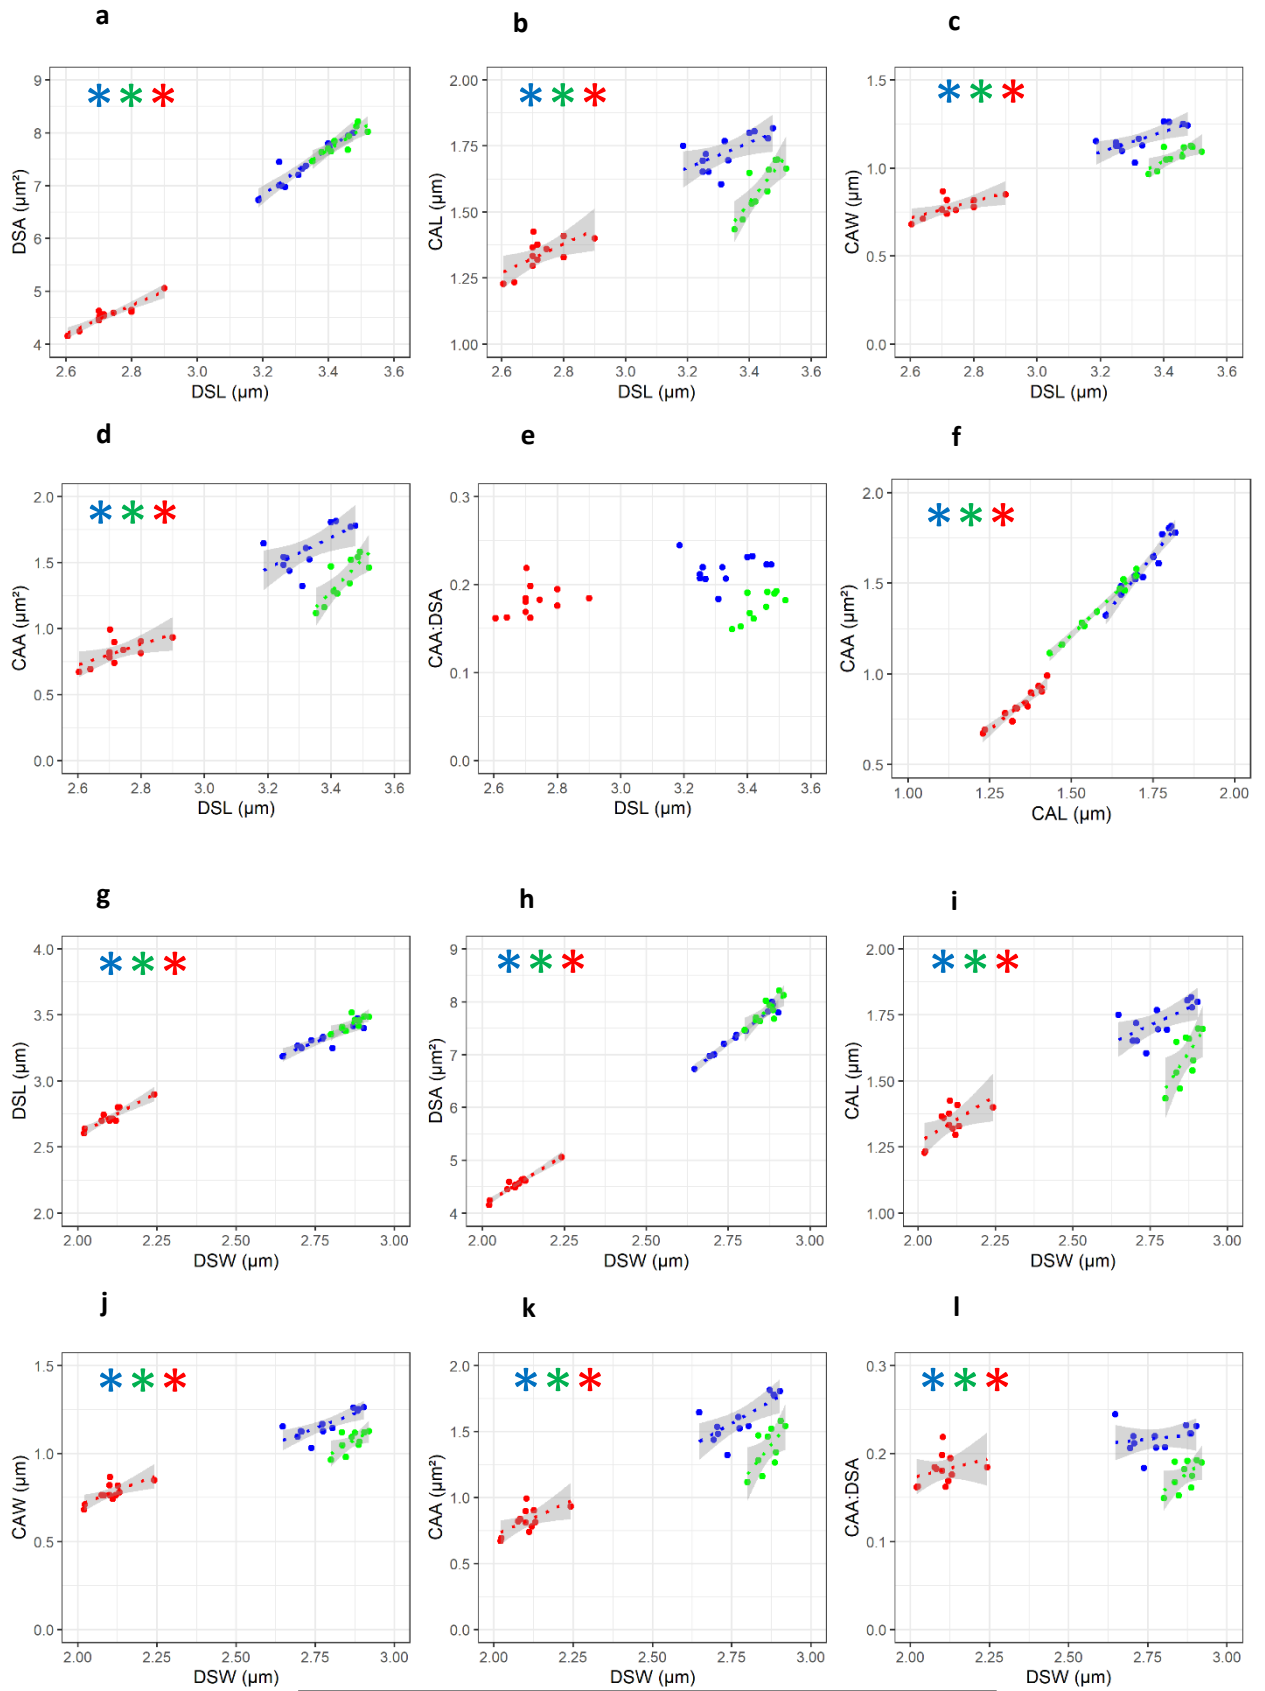 a
b
c
9
8
7
6
5
4
DSA (µm²)
2.6 2.8 3.0 3.2 3.4 3.6
DSL (µm)
2.00
1.75
1.50
1.25
1.00
CAL (µm)
2.6 2.8 3.0 3.2 3.4 3.6
DSL (µm)
1.5
1.0
0.5
0.0
CAW (µm)
2.6 2.8 3.0 3.2 3.4 3.6
DSL (µm)
d
e
f
2.0
1.5
1.0
0.5
0.0
CAA (µm²)
2.6 2.8 3.0 3.2 3.4 3.6
DSL (µm)
0.3
0.2
0.1
0.0
CAA:DSA
2.6 2.8 3.0 3.2 3.4 3.6
DSL (µm)
2.0
1.5
1.0
0.5
CAA (µm²)
1.00 1.25 1.50 1.75 2.00
CAL (µm)
g
h
i
4.0
3.5
3.0
2.5
2.0
DSL (µm)
2.00 2.25 2.50 2.75 3.00
DSW (µm)
9
8
7
6
5
4
DSA (µm²)
2.00 2.25 2.50 2.75 3.00
DSW (µm)
2.00
1.75
1.50
1.25
1.00
CAL (µm)
2.00 2.25 2.50 2.75 3.00
DSW (µm)
j
k
l
1.5
1.0
0.5
0.0
CAW (µm)
2.00 2.25 2.50 2.75 3.00
DSW (µm)
2.0
1.5
1.0
0.5
0.0
CAA (µm²)
2.00 2.25 2.50 2.75 3.00
DSW (µm)
0.3
0.2
0.1
0.0
CAA:DSA
2.00 2.25 2.50 2.75 3.00
DSW (µm)